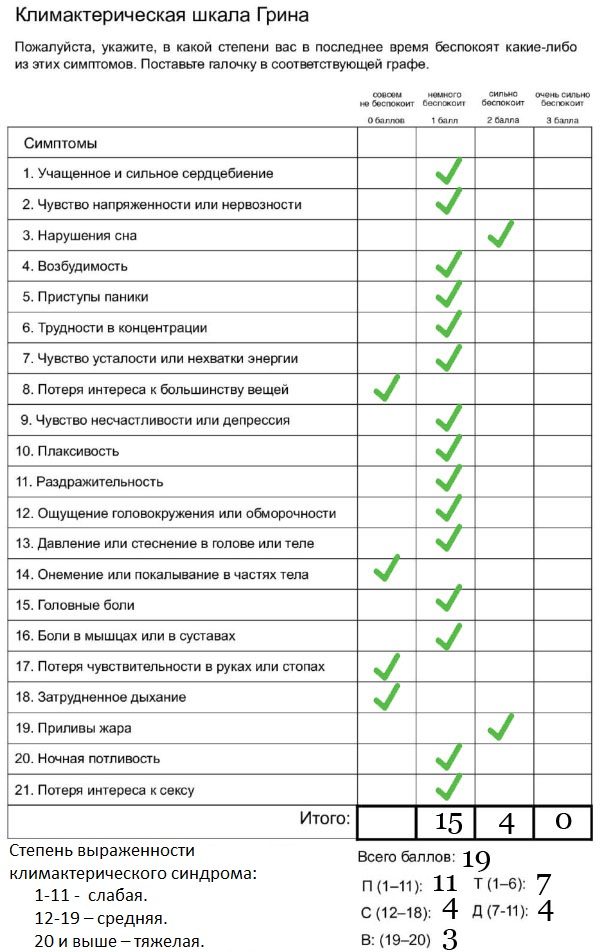 Климактерическая шкала Грина
Пожалуйста, укажите, в какой степени вас в последнее время беспокоят какие-либо
из этих симптомов. Поставьте галочку в соответствующей графе.
совсем не беспокоит немного беспокоит сильно беспокоит очень сильно беспокоит
0 баллов 1 балл 2 балла 3 балла
Симптомы
1. Учащенное и сильное сердцебиение
2. Чувство напряженности или нервозности
3. Нарушения сна
4. Возбудимость
5. Приступы паники
6. Трудности в концентрации
7. Чувство усталости или нехватки энергии
8. Потеря интереса к большинству вещей
9. Чувство несчастливости или депрессия
10. Плаксивость
11. Раздражительность
12. Ощущение головокружения или обморочности
13. Давление или стеснение в голове или теле
14. Онемение или покалывание в частях тела
15. Головные боли
16. Боли в мышцах или в суставах
17. Потеря чувствительности в руках или стопах
18. Затрудненное дыхание
19. Приливы жара
20. Ночная потливость
21. Потеря интереса к сексу
Итого: 15 4 0
Степень выраженности
климактерического синдрома:
1-11 - слабая.
12-19 – средняя.
20 и выше – тяжелая.
Всего баллов: 19
П (1–11): 11 Т (1–6): 7
С (12–18): 4 Д (7-11): 4
В: (19–20) 3